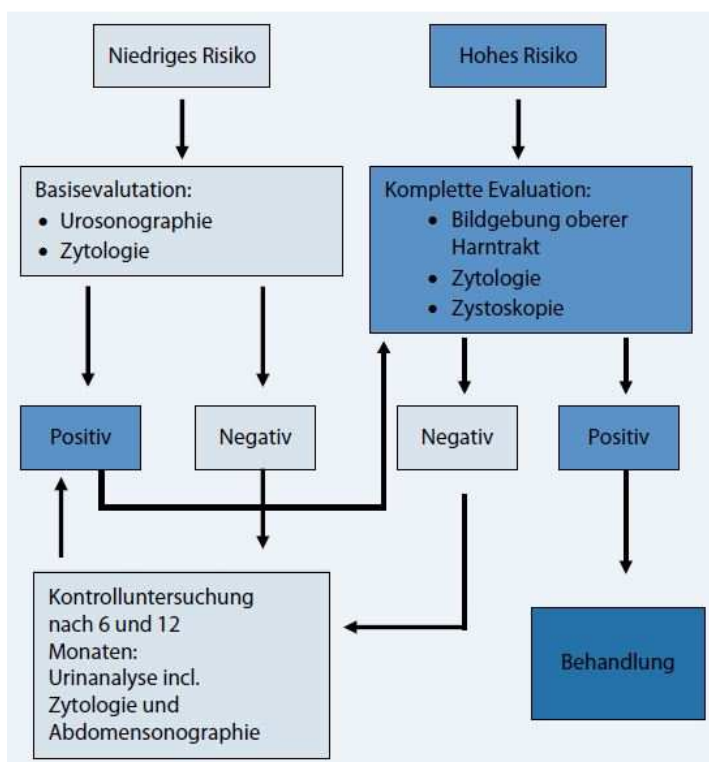 Niedriges Risiko
Hohes Risiko
Basisevalutation:
• Urosonographie
• Zytologie
Komplette Evaluation:
• Bildgebung oberer
Harntrakt
• Zytologie
• Zystoskopie
Positiv
Negativ
Negativ
Positiv
Kontrolluntersuchung
nach 6 und 12
Monaten:
Urinanalyse incl.
Zytologie und
Abdomensonographie
Behandlung